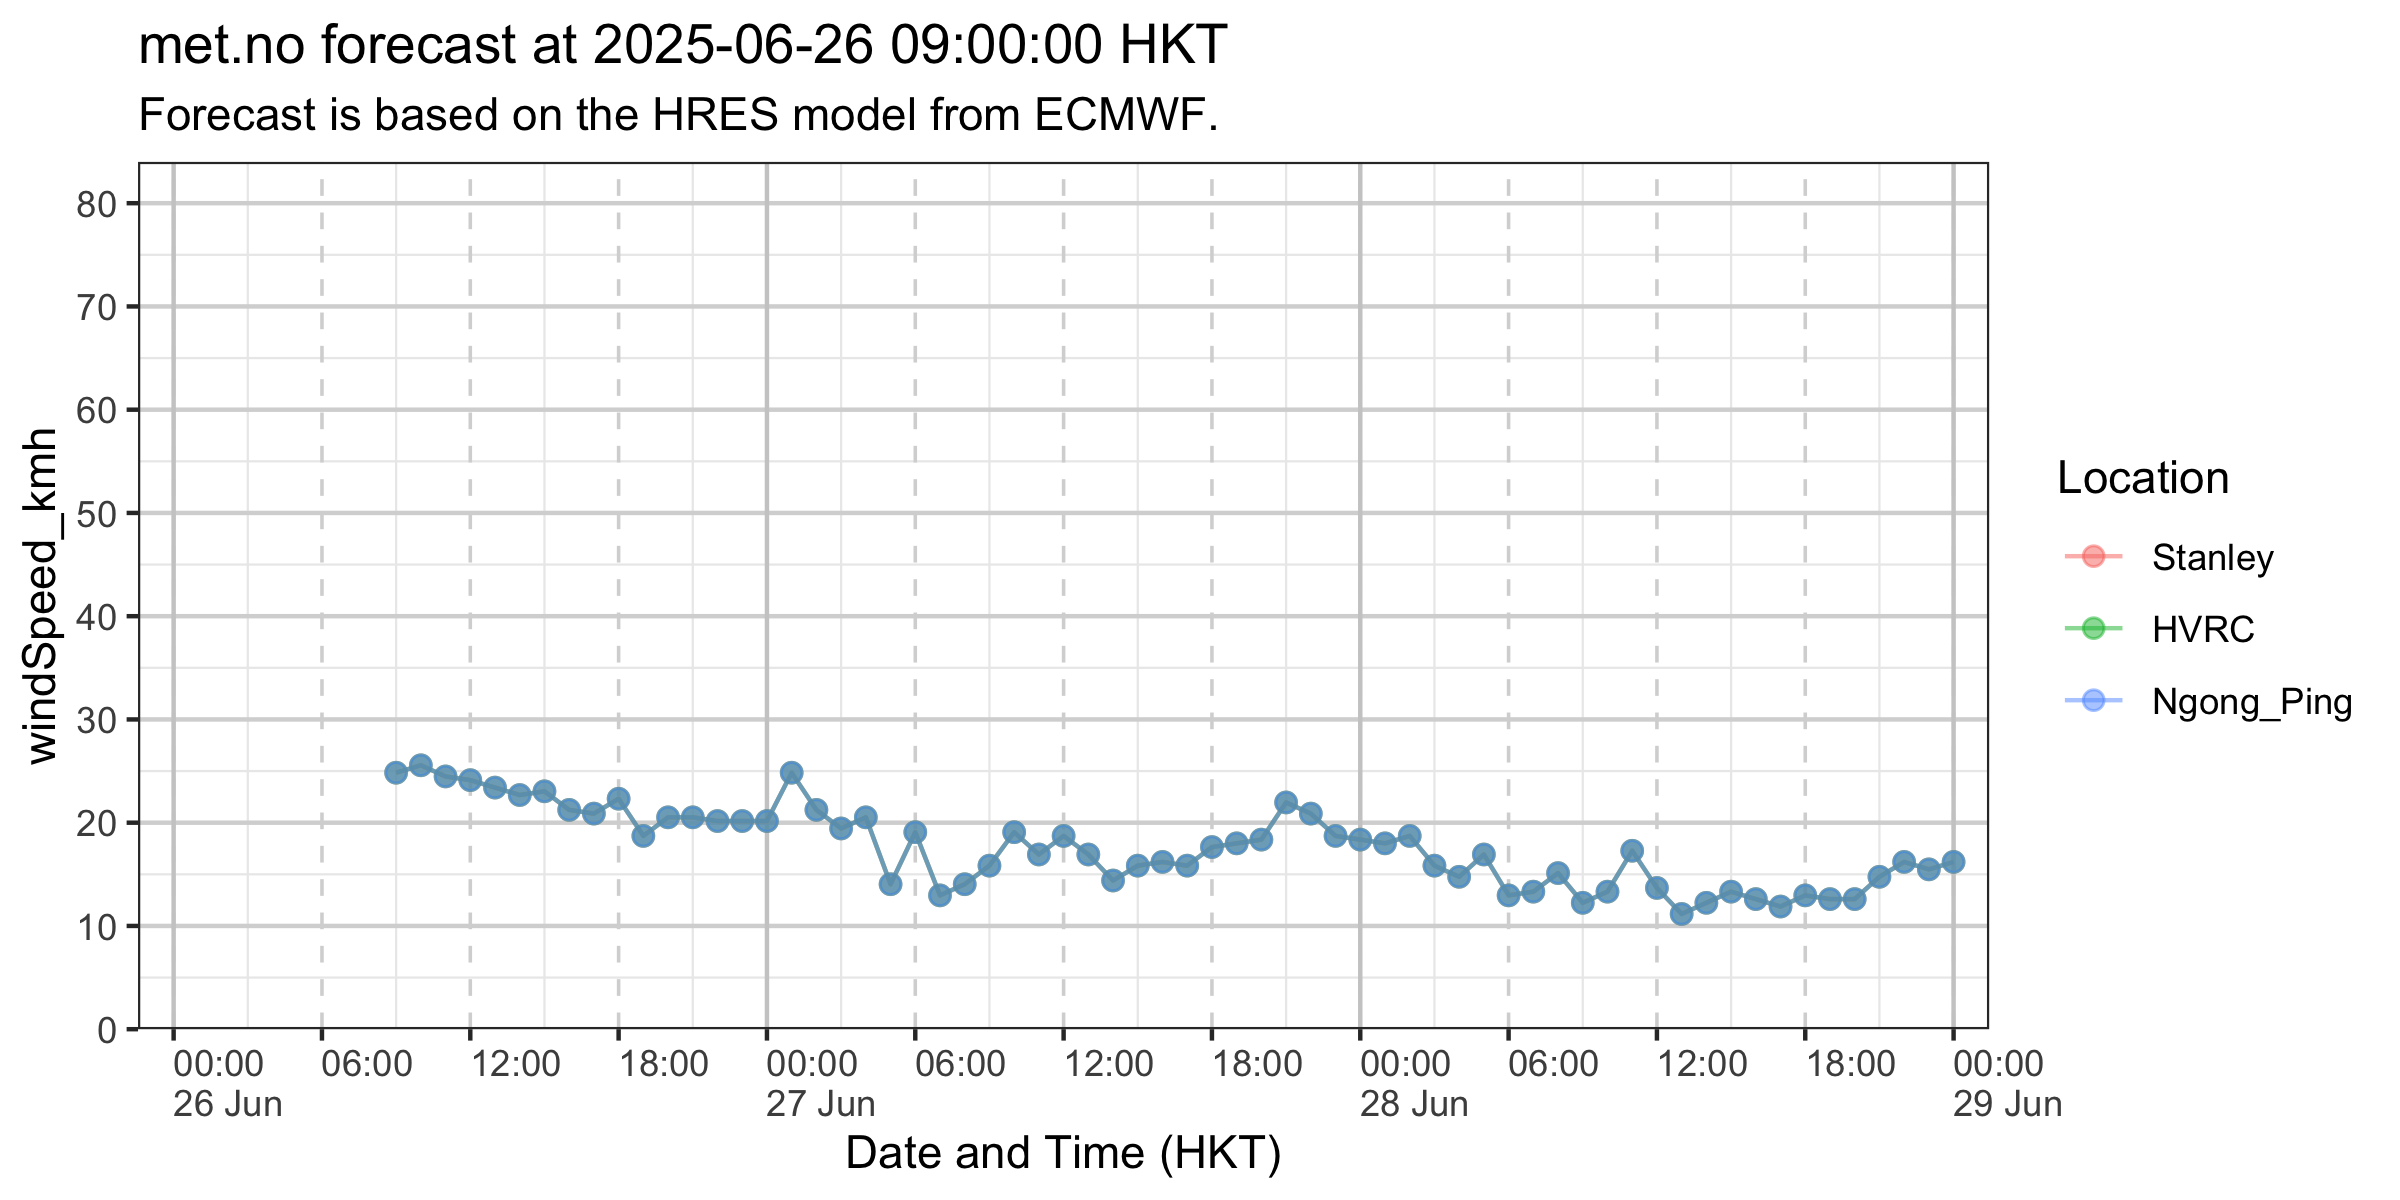 met.no forecast at 2025-06-26 09:00:00 HKT
Forecast is based on the HRES model from ECMWF.
windSpeed_kmh
80
70
60
50
40
30
20
10
0
00:00 06:00 12:00 18:00 00:00 06:00 12:00 18:00 00:00 06:00 12:00 18:00 00:00
26 Jun 27 Jun 28 Jun 29 Jun
Date and Time (HKT)
Location
Stanley
HVRC
Ngong_Ping